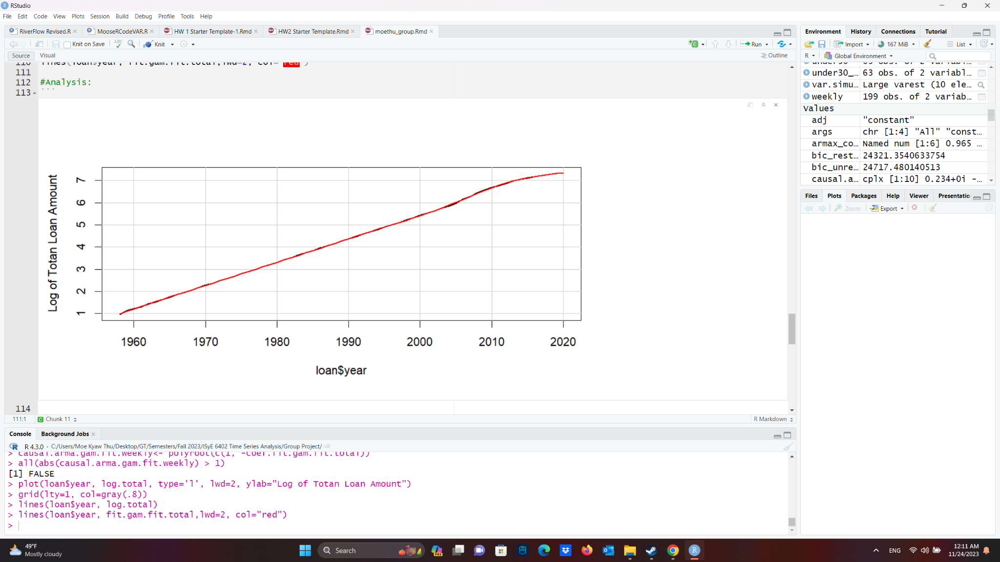 RStudio
File Edit Code View Plots Session Build Debug Profile Tools Help
RiverFlow Revised.R MooseRCodeVAR.R HW 1 Starter Template-1.Rmd HW2 Starter Template.Rmd moethu_group.Rmd
Knit on Save ABC Knit Run
Source Visual Outline
110 lines(loan$year, fit.gam.fit.total,lwd=2, col="red")
111
112 #Analysis:
113 ```
Log of Totan Loan Amount
7
6
5
4
3
2
1
1960 1970 1980 1990 2000 2010 2020
loan$year
114
111:1 Chunk 11 R Markdown
Console Background Jobs
R 4.3.0 · C:/Users/Moe Kyaw Thu/Desktop/GT/Semesters/Fall 2023/ISyE 6402 Time Series Analysis/Group Project/
> causal.arma.gam.fit.weekly<- polyroot(c(1, -coef.fit.gam.fit.total))
> all(abs(causal.arma.gam.fit.weekly) > 1)
[1] FALSE
> plot(loan$year, log.total, type='l', lwd=2, ylab="Log of Totan Loan Amount")
> grid(lty=1, col=gray(.8))
> lines(loan$year, log.total)
> lines(loan$year, fit.gam.fit.total,lwd=2, col="red")
>
Environment History Connections Tutorial
Import 167 MiB List
R Global Environment
under30_… 63 obs. of 2 variabl…
var.simu… Large varest (10 ele…
weekly 199 obs. of 2 variab…
Values
adj "constant"
args chr [1:4] "All" "const…
armax_co… Named num [1:6] 0.965 …
bic_rest… 24321.3540633754
bic_unre… 24717.480140513
causal.a… cplx [1:10] 0.234+0i -…
Files Plots Packages Help Viewer Presentatio
Zoom Export
49°F
Mostly cloudy
Search
PRE
ENG
12:11 AM
11/24/2023